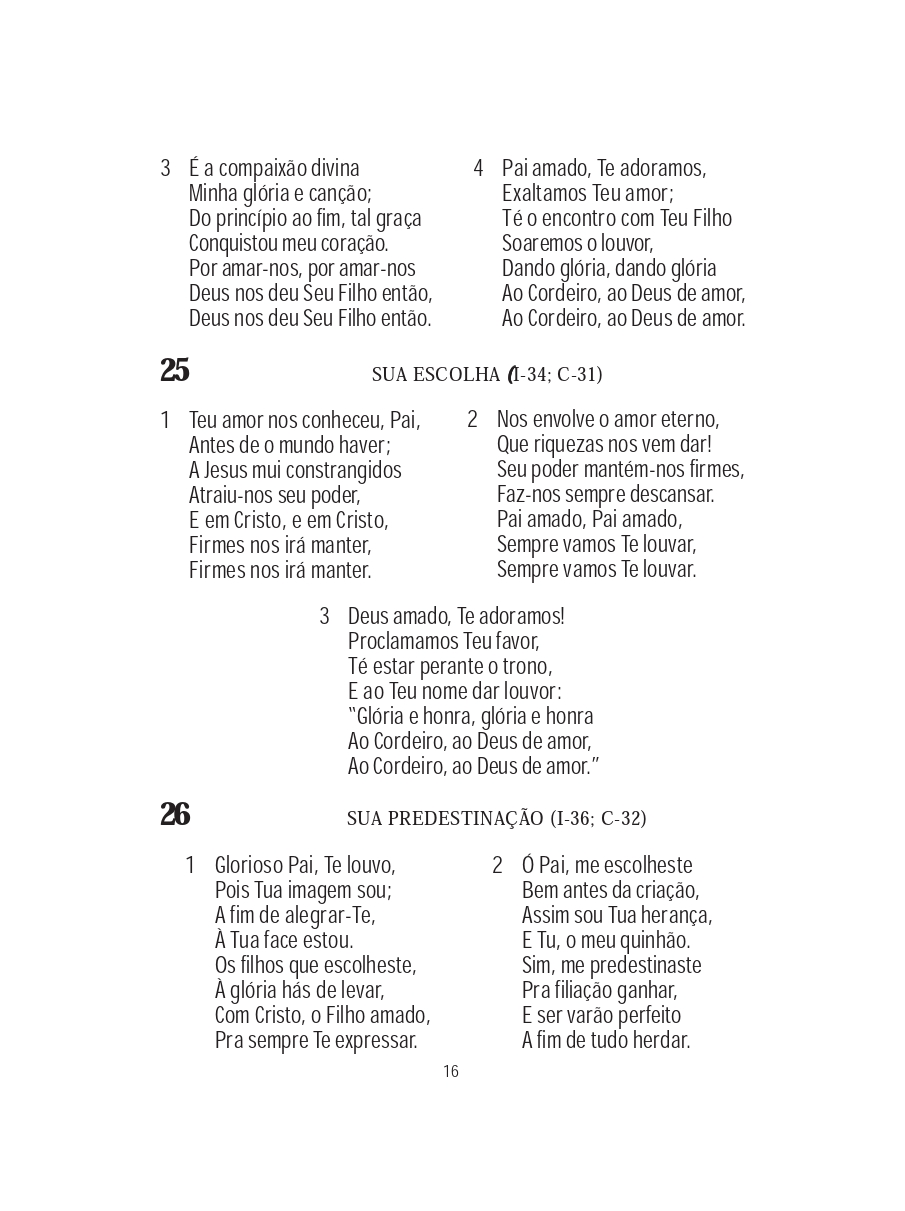 3 É a compaixão divina
Minha glória e canção;
Do princípio ao fim, tal graça
Conquistou meu coração.
Por amar-nos, por amar-nos
Deus nos deu Seu Filho então,
Deus nos deu Seu Filho então.
4 Pai amado, Te adoramos,
Exaltamos Teu amor;
Té o encontro com Teu Filho
Soaremos o louvor,
Dando glória, dando glória
Ao Cordeiro, ao Deus de amor,
Ao Cordeiro, ao Deus de amor.
25 SUA ESCOLHA (I-34; C-31)
1 Teu amor nos conheceu, Pai,
Antes de o mundo haver;
A Jesus mui constrangidos
Atraiu-nos seu poder,
E em Cristo, e em Cristo,
Firmes nos irá manter,
Firmes nos irá manter.
2 Nos envolve o amor eterno,
Que riquezas nos vem dar!
Seu poder mantém-nos firmes,
Faz-nos sempre descansar.
Pai amado, Pai amado,
Sempre vamos Te louvar,
Sempre vamos Te louvar.
3 Deus amado, Te adoramos!
Proclamamos Teu favor,
Té estar perante o trono,
E ao Teu nome dar louvor:
“Glória e honra, glória e honra
Ao Cordeiro, ao Deus de amor,
Ao Cordeiro, ao Deus de amor.”
26 SUA PREDESTINAÇÃO (I-36; C-32)
1 Glorioso Pai, Te louvo,
Pois Tua imagem sou;
A fim de alegrar-Te,
À Tua face estou.
Os filhos que escolheste,
À glória hás de levar,
Com Cristo, o Filho amado,
Pra sempre Te expressar.
2 Ó Pai, me escolheste
Bem antes da criação,
Assim sou Tua herança,
E Tu, o meu quinhão.
Sim, me predestinaste
Pra filiação ganhar,
E ser varão perfeito
A fim de tudo herdar.
16